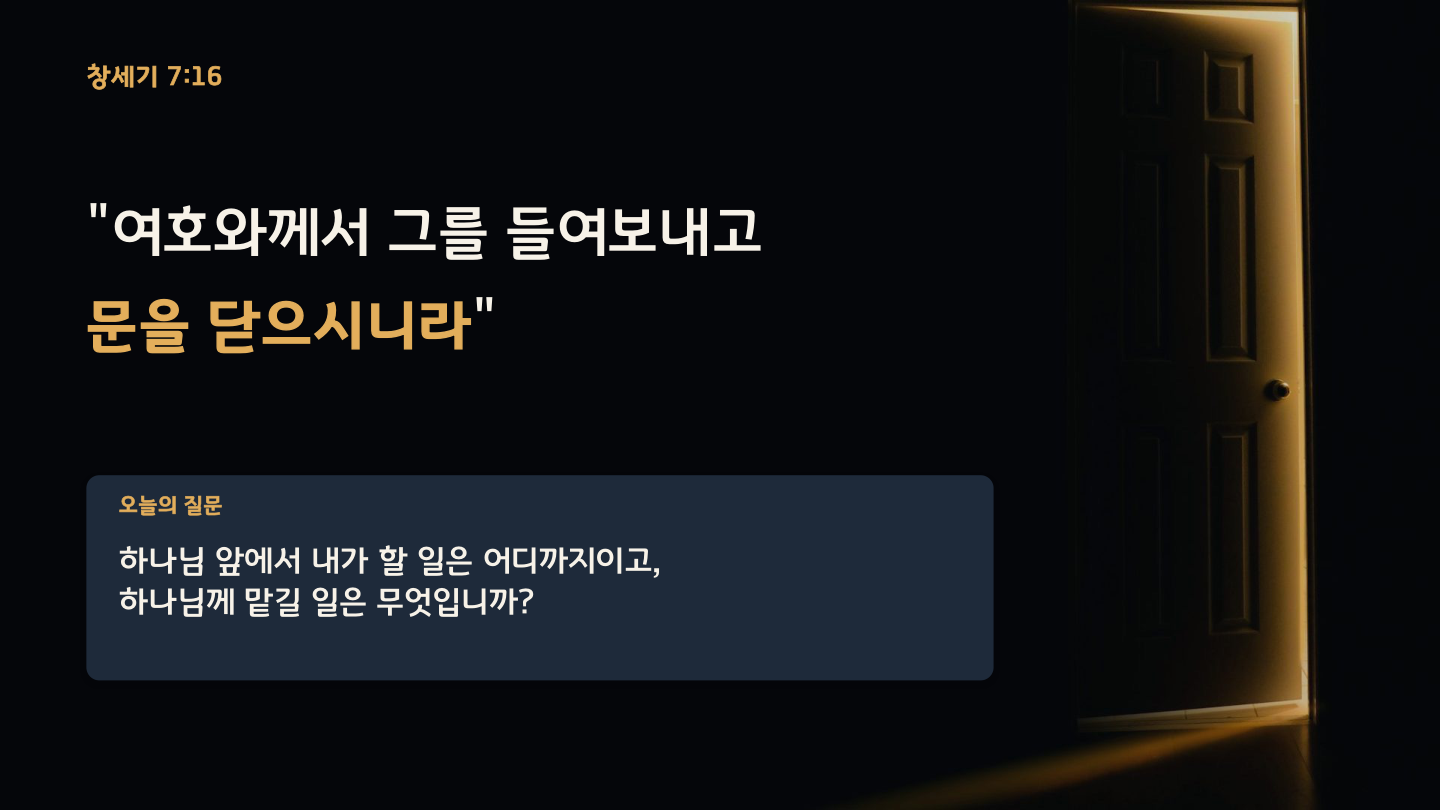 창세기 7:16
"여호와께서 그를 들여보내고
문을 닫으시니라"
오늘의 질문
하나님 앞에서 내가 할 일은 어디까지이고,
하나님께 맡길 일은 무엇입니까?